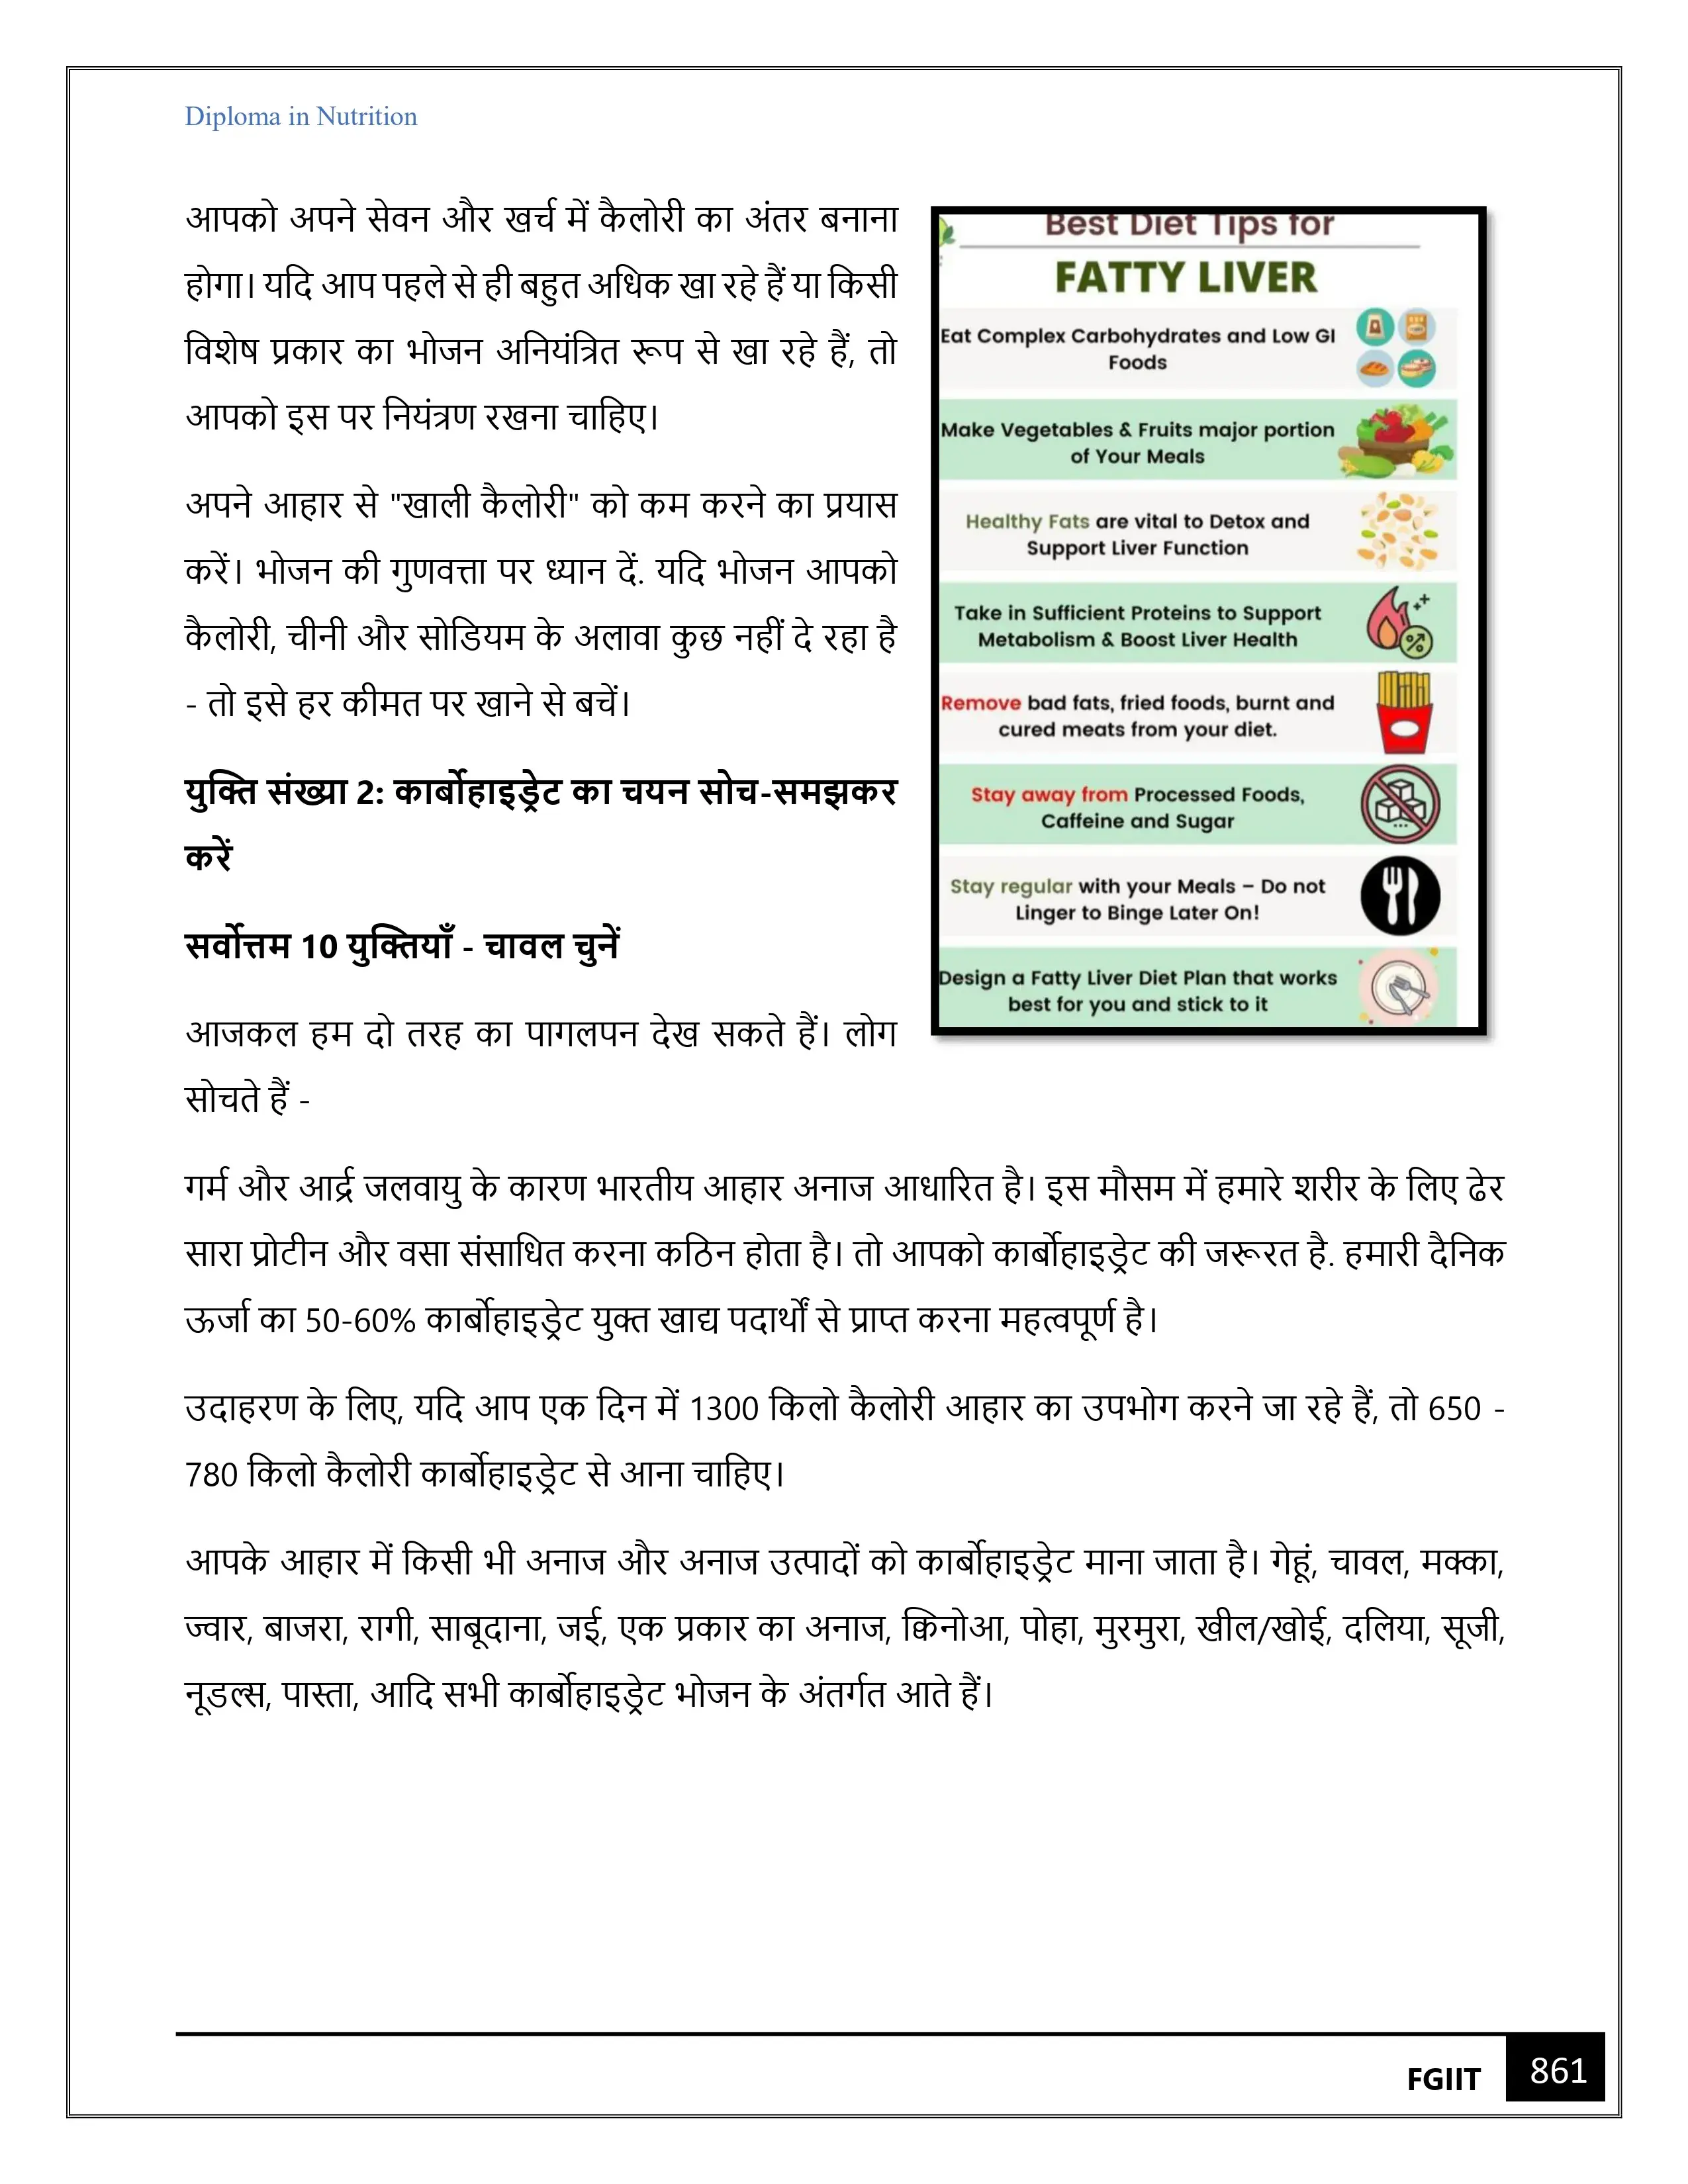 Diploma in Nutrition
आपको अपने सेवन और खर्च में कैलोरी का अंतर बनाना
होगा। यदि आप पहले से ही बहुत अधिक खा रहे हैं या किसी
विशेष प्रकार का भोजन अनियंत्रित रूप से खा रहे हैं, तो
आपको इस पर नियंत्रण रखना चाहिए।
अपने आहार से "खाली कैलोरी" को कम करने का प्रयास
करें। भोजन की गुणवत्ता पर ध्यान दें. यदि भोजन आपको
कैलोरी, चीनी और सोडियम के अलावा कुछ नहीं दे रहा है
- तो इसे हर कीमत पर खाने से बचें।
युक्ति संख्या 2: कार्बोहाइड्रेट का चयन सोच-समझकर
करें
सर्वोत्तम 10 युक्तियाँ - चावल चुनें
आजकल हम दो तरह का पागलपन देख सकते हैं। लोग
सोचते हैं -
Best Diet Tips for
FATTY LIVER
Eat Complex Carbohydrates and Low GI
Foods
Make Vegetables & Fruits major portion
of Your Meals
Healthy Fats are vital to Detox and
Support Liver Function
Take in Sufficient Proteins to Support
Metabolism & Boost Liver Health
Remove bad fats, fried foods, burnt and
cured meats from your diet.
Stay away from Processed Foods,
Caffeine and Sugar
Stay regular with your Meals – Do not
Linger to Binge Later On!
Design a Fatty Liver Diet Plan that works
best for you and stick to it
गर्म और आर्द्र जलवायु के कारण भारतीय आहार अनाज आधारित है। इस मौसम में हमारे शरीर के लिए ढेर
सारा प्रोटीन और वसा संसाधित करना कठिन होता है। तो आपको कार्बोहाइड्रेट की जरूरत है. हमारी दैनिक
ऊर्जा का 50-60% कार्बोहाइड्रेट युक्त खाद्य पदार्थों से प्राप्त करना महत्वपूर्ण है।
उदाहरण के लिए, यदि आप एक दिन में 1300 किलो कैलोरी आहार का उपभोग करने जा रहे हैं, तो 650 -
780 किलो कैलोरी कार्बोहाइड्रेट से आना चाहिए।
आपके आहार में किसी भी अनाज और अनाज उत्पादों को कार्बोहाइड्रेट माना जाता है। गेहूं, चावल, मक्का,
ज्वार, बाजरा, रागी, साबूदाना, जई, एक प्रकार का अनाज, क्विनोआ, पोहा, मुरमुरा, खील/खोई, दलिया, सूजी,
नूडल्स, पास्ता, आदि सभी कार्बोहाइड्रेट भोजन के अंतर्गत आते हैं।
FGIIT 861